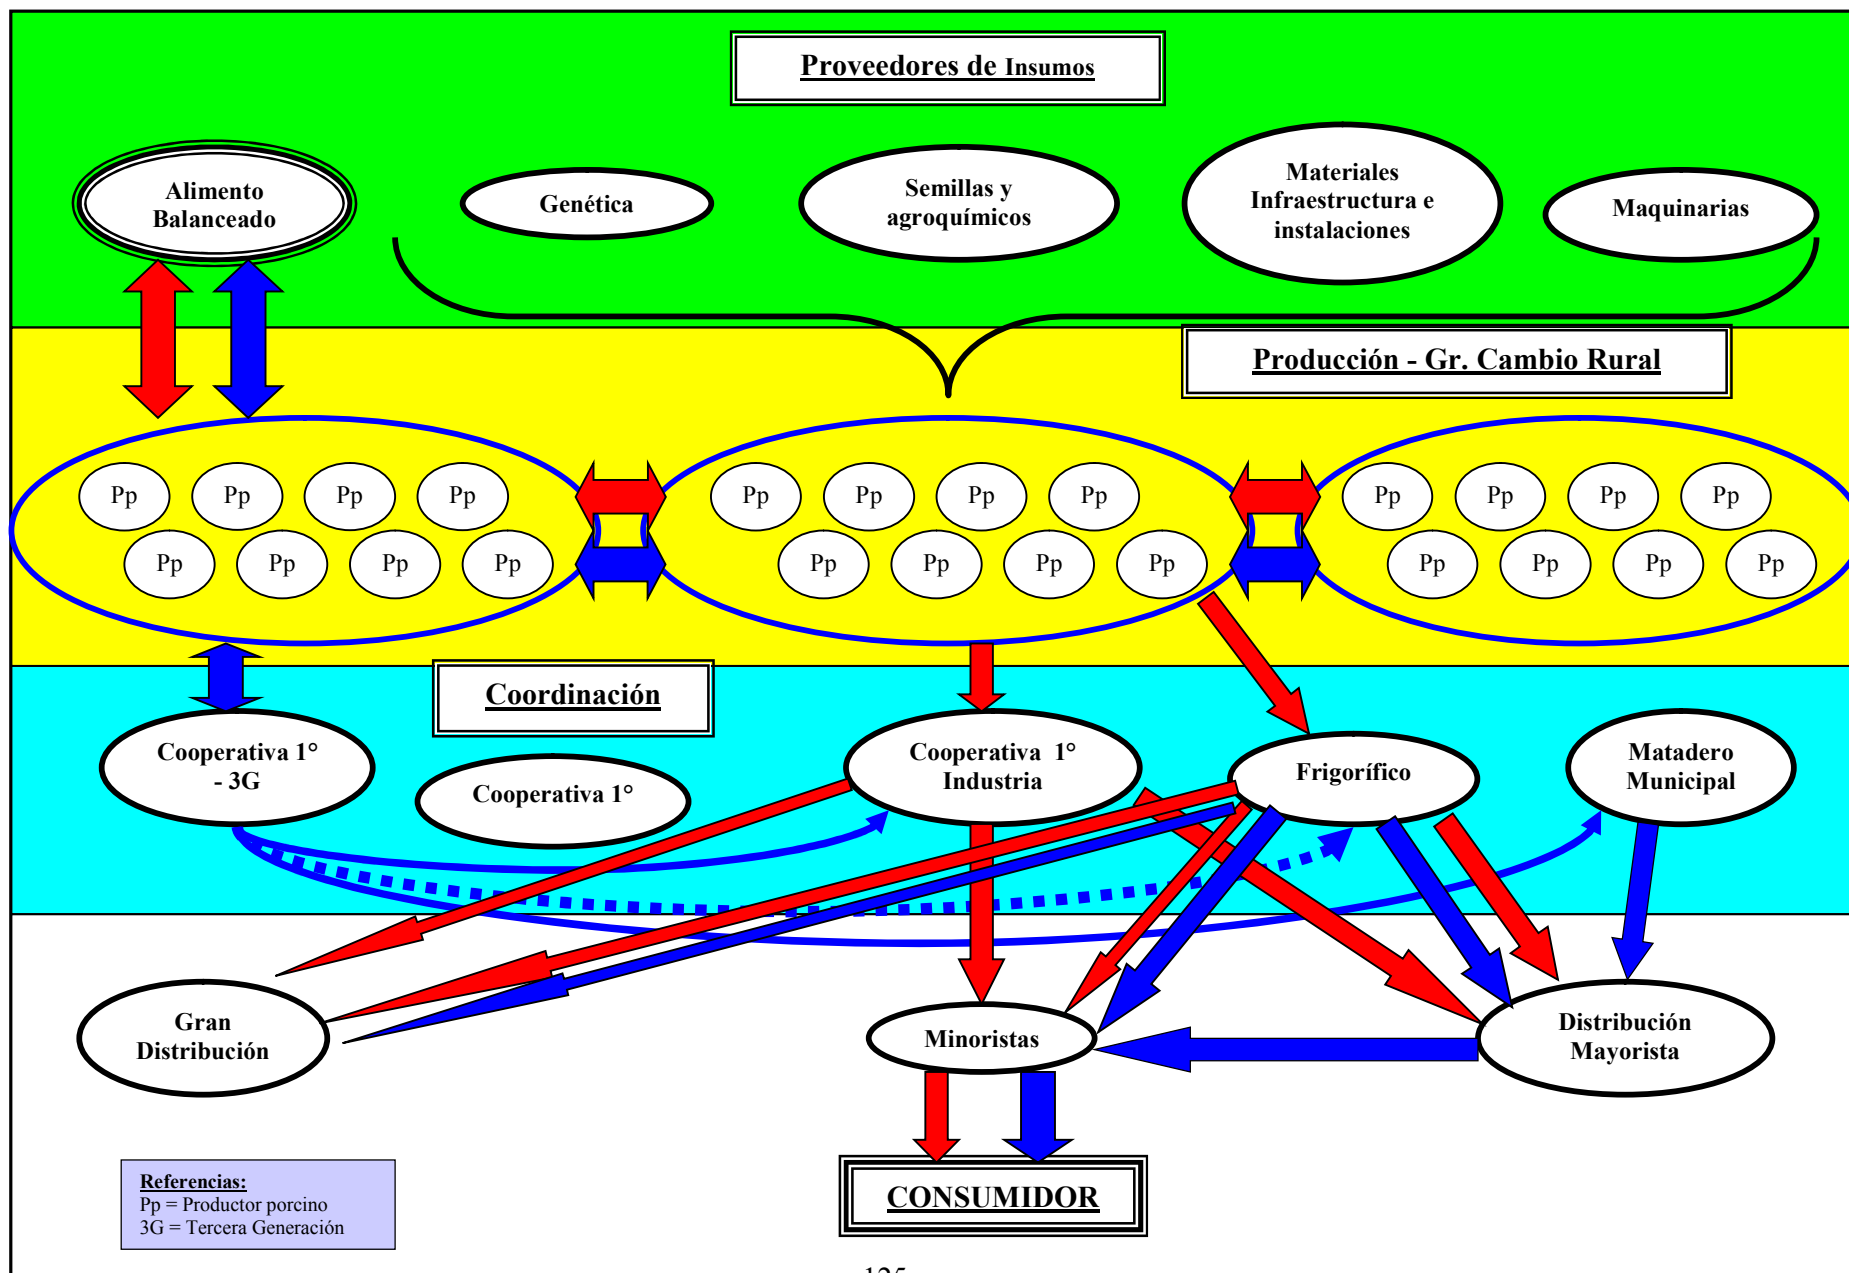 Proveedores de Insumos
Alimento
Balanceado
Genética
Semillas y
agroquímicos
Materiales
Infraestructura e
instalaciones
Maquinarias
Producción - Gr. Cambio Rural
Pp Pp Pp Pp
Pp Pp Pp Pp
Pp Pp Pp Pp
Pp Pp Pp Pp
Pp Pp Pp Pp
Pp Pp Pp Pp
Coordinación
Cooperativa 1°
- 3G
Cooperativa 1°
Cooperativa 1°
Industria
Frigorífico
Matadero
Municipal
Gran
Distribución
Minoristas
Distribución
Mayorista
CONSUMIDOR
Referencias:
Pp = Productor porcino
3G = Tercera Generación
125